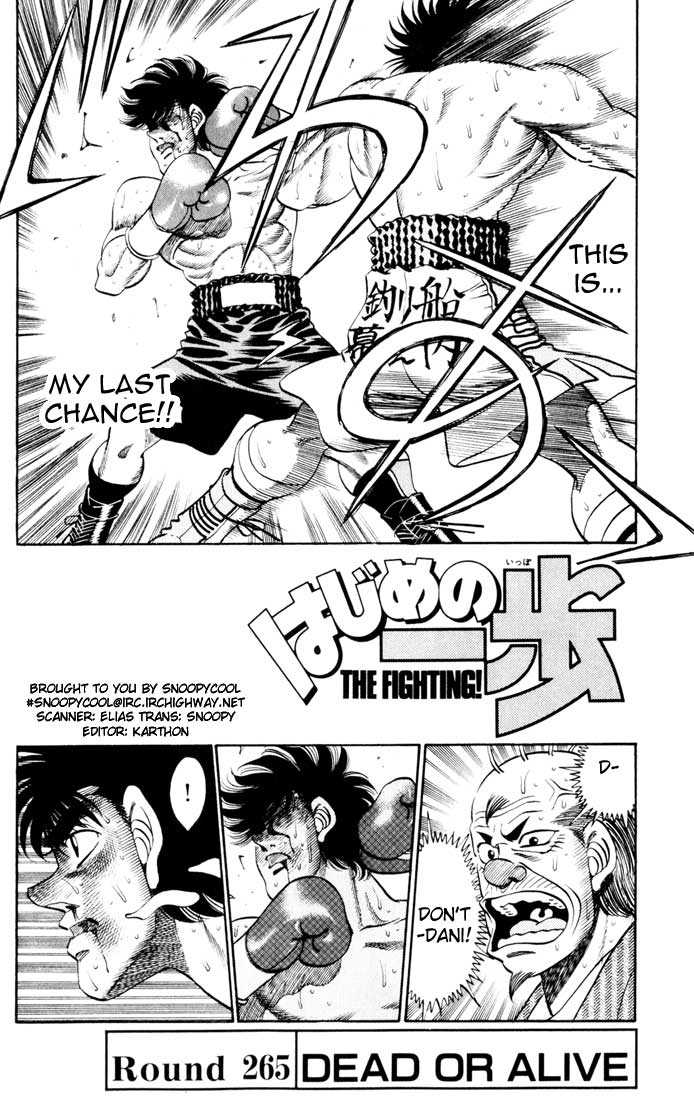 THIS
IS...
MY LAST
CHANCE!!
釣り船
幕之内
いっぽ
はじめの一歩
THE FIGHTING!
BROUGHT TO YOU BY SNOOPYCOOL
#SNOOPYCOOL@IRC.IRCHIGHWAY.NET
SCANNER: ELIAS TRANS: SNOOPY
EDITOR: KARTHON
D-
DON'T
-DANI!
!
Round 265
DEAD OR ALIVE